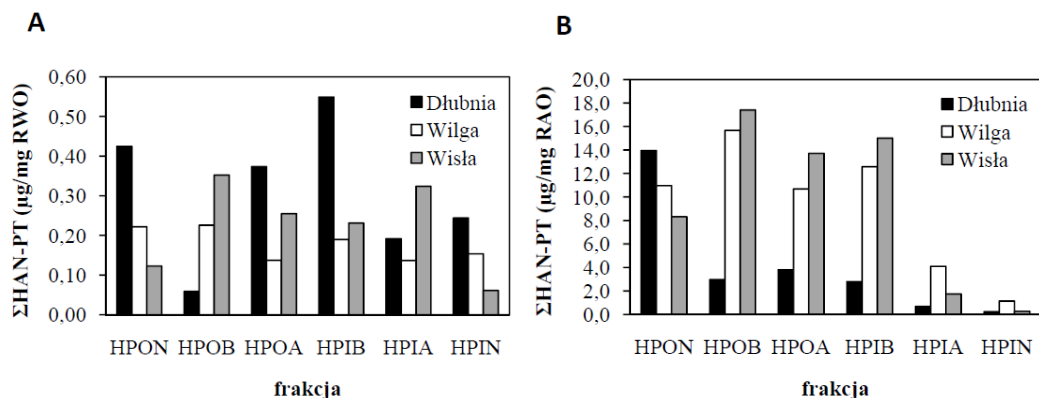 A
ΣHAN-PT (µg/mg RWO)
0,60
0,50
0,40
0,30
0,20
0,10
0,00
Dłubnia
Wilga
Wisła
HPON HPOB HPOA HPIB HPIA HPIN
frakcja
B
ΣHAN-PT (µg/mg RAO)
20,0
18,0
16,0
14,0
12,0
10,0
8,0
6,0
4,0
2,0
0,0
Dłubnia
Wilga
Wisła
HPON HPOB HPOA HPIB HPIA HPIN
frakcja